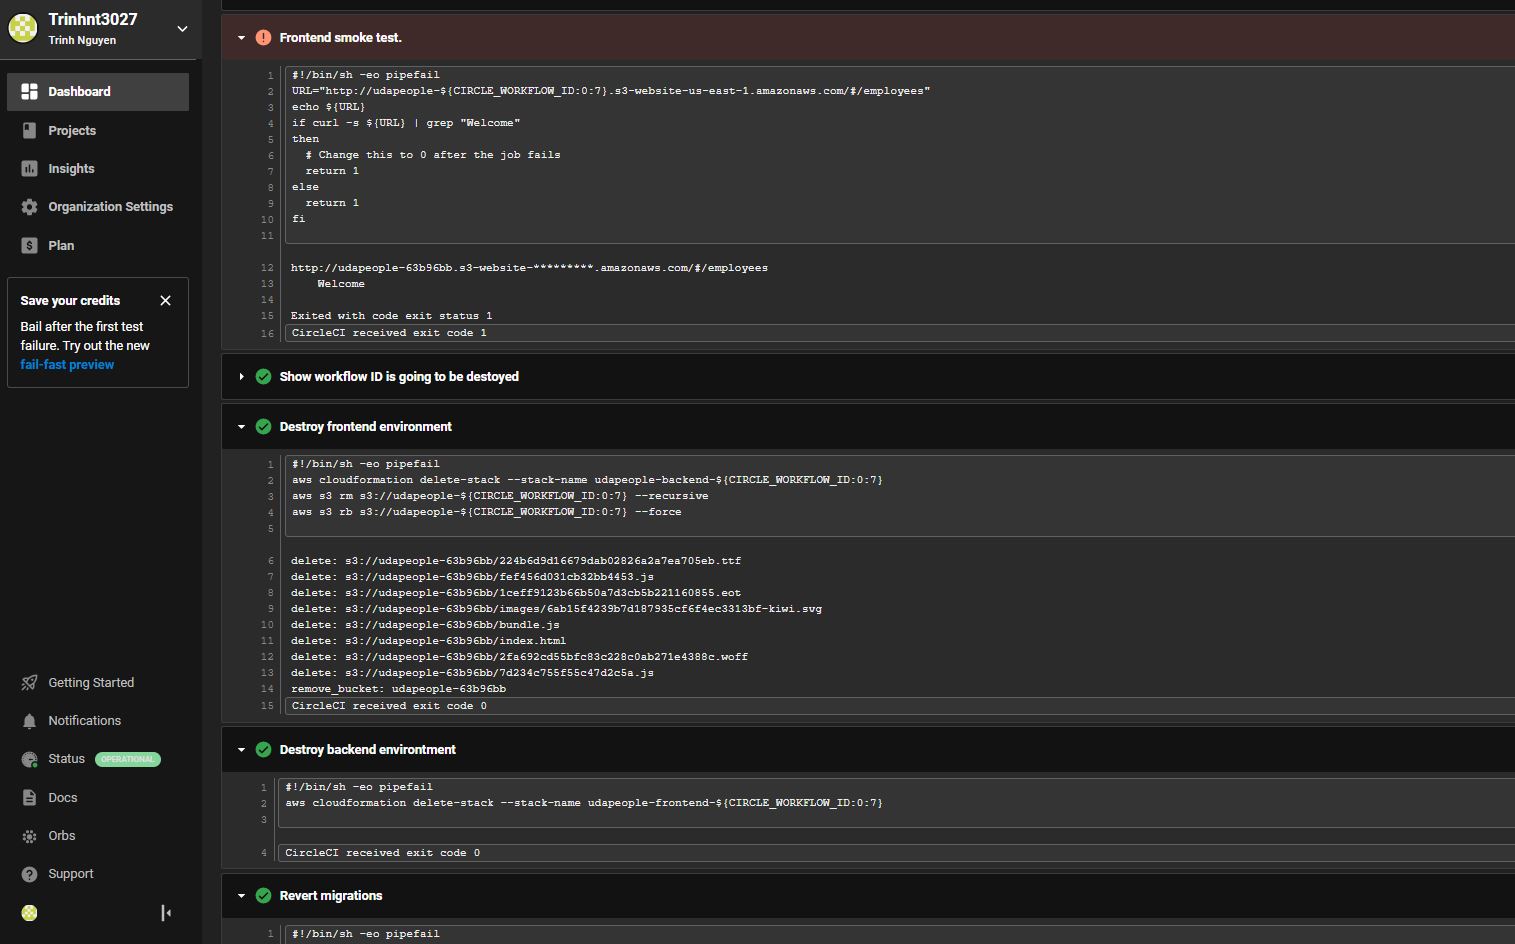 Trinhnt3027
Trinh Nguyen
Dashboard
Projects
Insights
Organization Settings
Plan
Save your credits
Bail after the first test
failure. Try out the new
fail-fast preview
Getting Started
Notifications
Status OPERATIONAL
Docs
Orbs
Support
Frontend smoke test.
1 #!/bin/sh -eo pipefail
2 URL="http://udapeople-${CIRCLE_WORKFLOW_ID:0:7}.s3-website-us-east-1.amazonaws.com/#/employees"
3 echo ${URL}
4 if curl -s ${URL} | grep "Welcome"
5 then
6 # Change this to 0 after the job fails
7 return 1
8 else
9 return 1
10 fi
11
12 http://udapeople-63b96bb.s3-website-*********.amazonaws.com/#/employees
13 Welcome
14
15 Exited with code exit status 1
16 CircleCI received exit code 1
Show workflow ID is going to be destoyed
Destroy frontend environment
1 #!/bin/sh -eo pipefail
2 aws cloudformation delete-stack --stack-name udapeople-backend-${CIRCLE_WORKFLOW_ID:0:7}
3 aws s3 rm s3://udapeople-${CIRCLE_WORKFLOW_ID:0:7} --recursive
4 aws s3 rb s3://udapeople-${CIRCLE_WORKFLOW_ID:0:7} --force
5
6 delete: s3://udapeople-63b96bb/224b6d9d16679dab02826a2a7ea705eb.ttf
7 delete: s3://udapeople-63b96bb/fef456d031cb32bb4453.js
8 delete: s3://udapeople-63b96bb/1ceff9123b66b50a7d3cb5b221160855.eot
9 delete: s3://udapeople-63b96bb/images/6ab15f4239b7d187935cf6f4ec3313bf-kiwi.svg
10 delete: s3://udapeople-63b96bb/bundle.js
11 delete: s3://udapeople-63b96bb/index.html
12 delete: s3://udapeople-63b96bb/2fa692cd55bfc83c228c0ab271e4388c.woff
13 delete: s3://udapeople-63b96bb/7d234c755f55c47d2c5a.js
14 remove_bucket: udapeople-63b96bb
15 CircleCI received exit code 0
Destroy backend environtment
1 #!/bin/sh -eo pipefail
2 aws cloudformation delete-stack --stack-name udapeople-frontend-${CIRCLE_WORKFLOW_ID:0:7}
3
4 CircleCI received exit code 0
Revert migrations
1 #!/bin/sh -eo pipefail